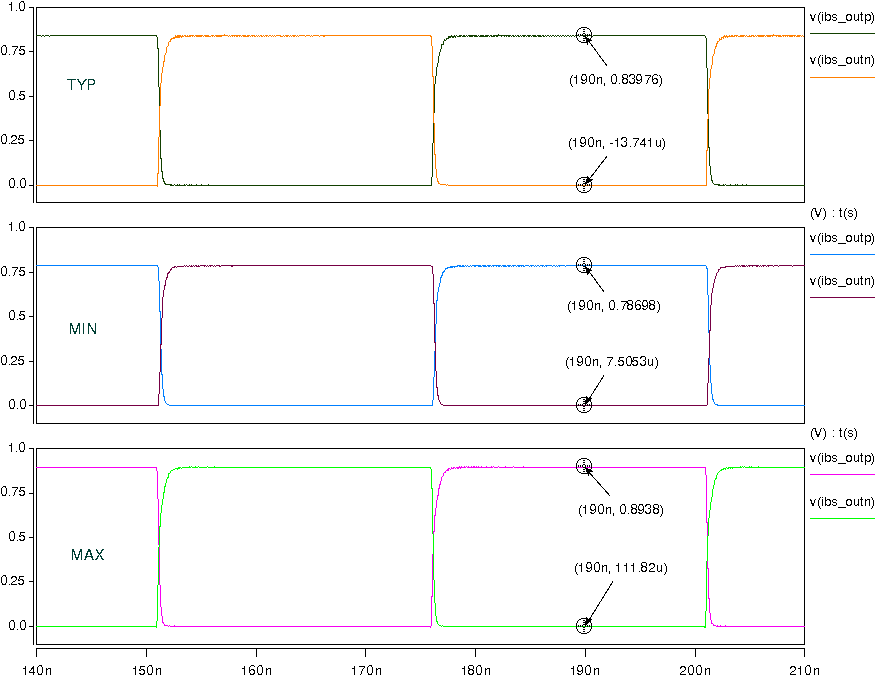 1.0
v(ibs_outp)
0.75
v(ibs_outn)
TYP
(190n, 0.83976)
0.5
0.25
(190n, -13.741u)
0.0
(V) : t(s)
1.0
v(ibs_outp)
0.75
v(ibs_outn)
(190n, 0.78698)
0.5
MIN
0.25
(190n, 7.5053u)
0.0
(V) : t(s)
1.0
v(ibs_outp)
0.75
v(ibs_outn)
(190n, 0.8938)
0.5
MAX
(190n, 111.82u)
0.25
0.0
140n 150n 160n 170n 180n 190n 200n 210n